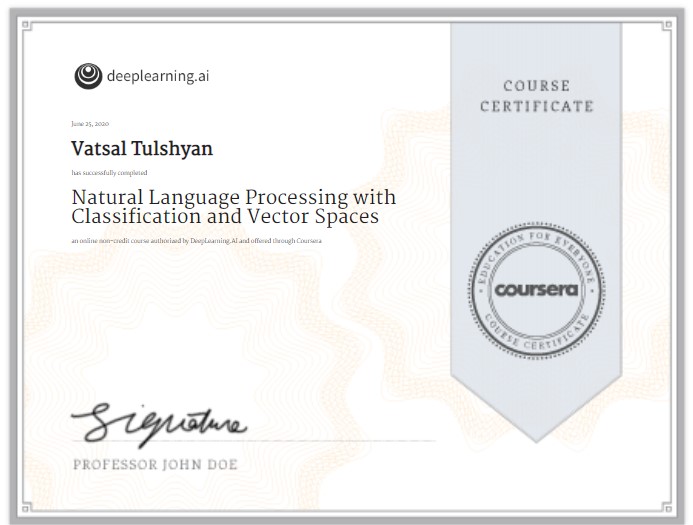 deeplearning.ai
COURSE
CERTIFICATE
June 25, 2020
Vatsal Tulshyan
has successfully completed
Natural Language Processing with
Classification and Vector Spaces
an online non-credit course authorized by DeepLearning.AI and offered through Coursera
EDUCATION FOR EVERYONE
coursera
COURSE CERTIFICATE
Signature
PROFESSOR JOHN DOE